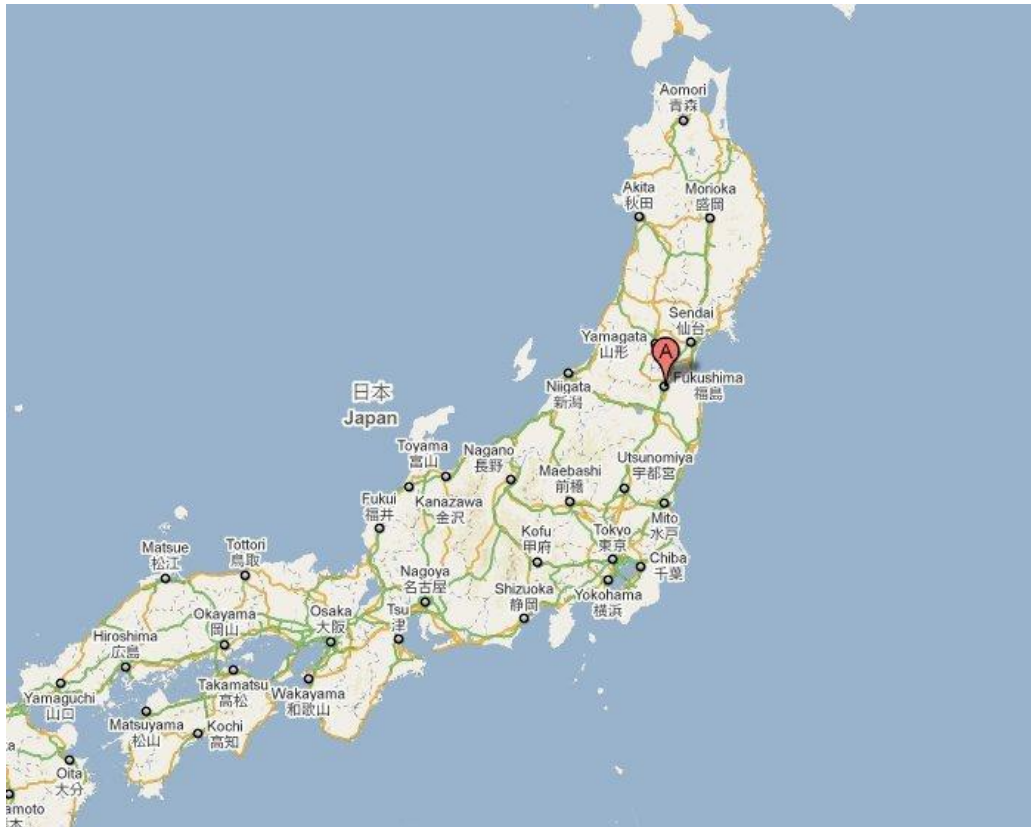 Aomori
青森
Akita
秋田
Morioka
盛岡
Sendai
仙台
Yamagata
山形
A
Fukushima
福島
Niigata
新潟
日本
Japan
Toyama
富山
Nagano
長野
Maebashi
前橋
Utsunomiya
宇都宮
Fukui
福井
Kanazawa
金沢
Mito
水戸
Kofu
甲府
Tokyo
東京
Chiba
千葉
Matsue
松江
Tottori
鳥取
Nagoya
名古屋
Shizuoka
静岡
Yokohama
横浜
Okayama
岡山
Osaka
大阪
Tsu
津
Hiroshima
広島
Takamatsu
高松
Wakayama
和歌山
Yamaguchi
山口
Matsuyama
松山
Kochi
高知
Oita
大分
amoto
本